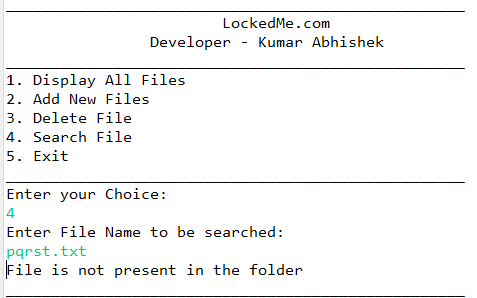 LockedMe.com
Developer - Kumar Abhishek
1. Display All Files
2. Add New Files
3. Delete File
4. Search File
5. Exit
Enter your Choice:
4
Enter File Name to be searched:
pqrst.txt
File is not present in the folder